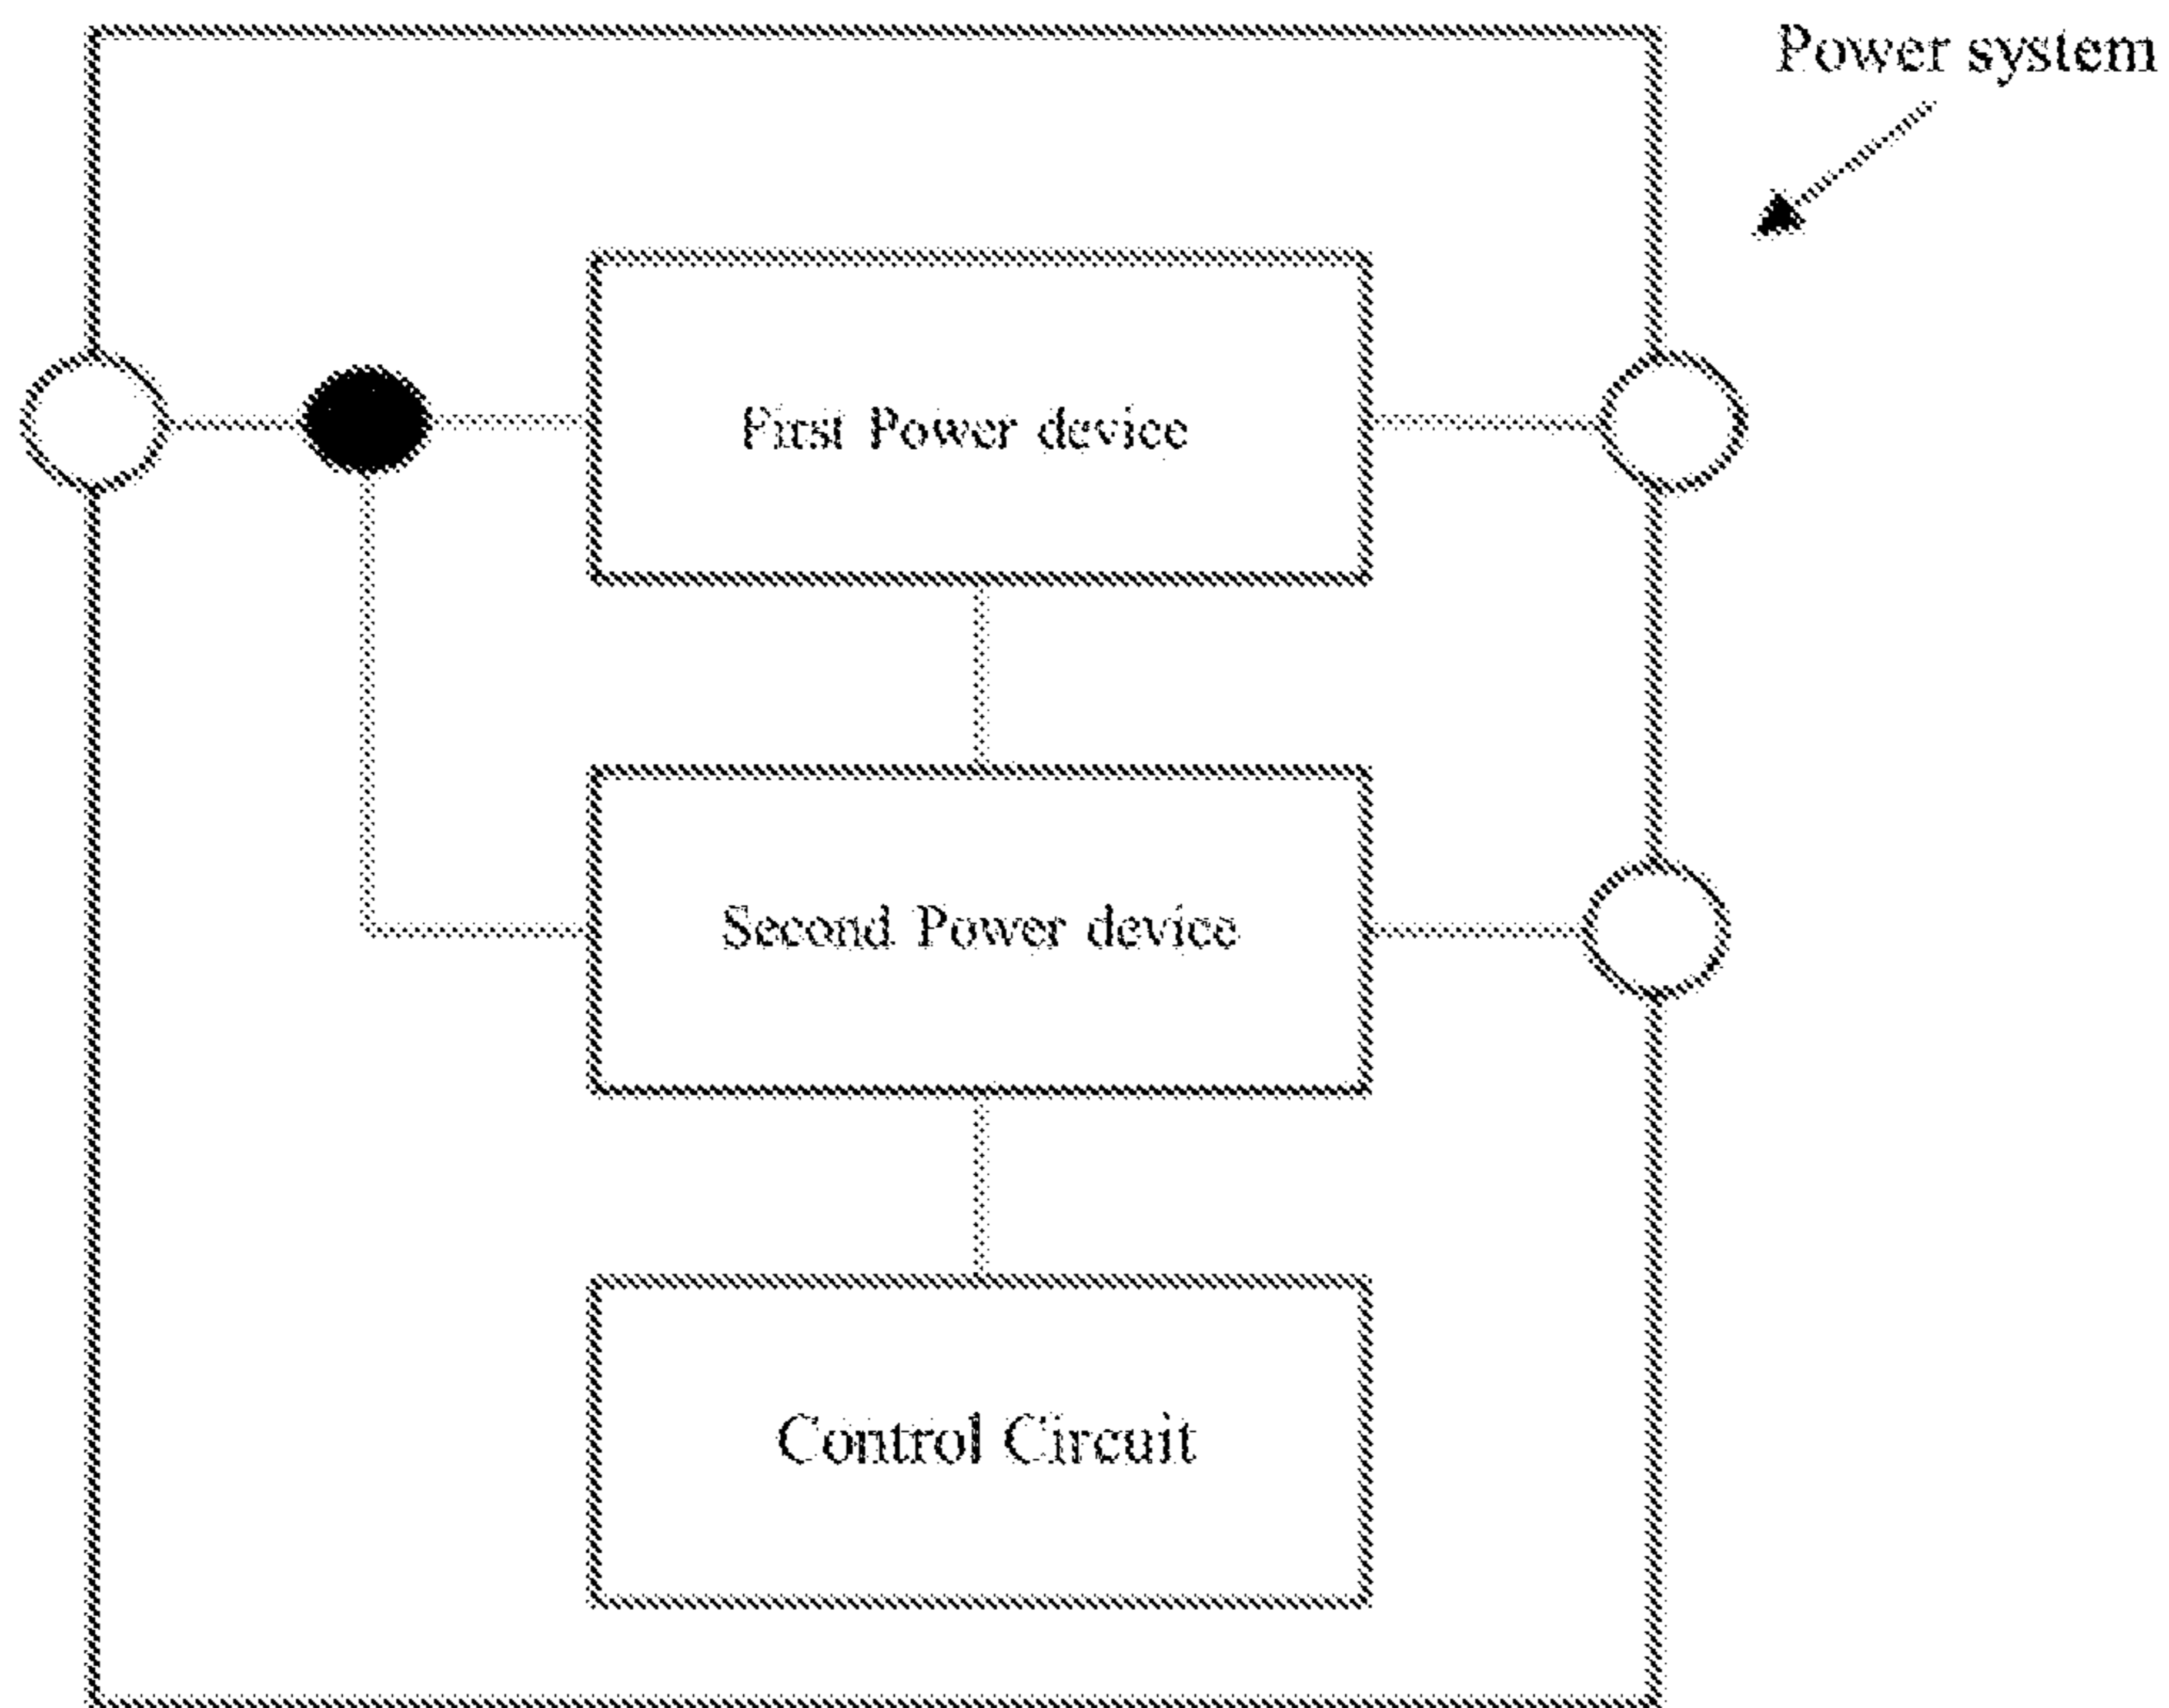 Power system
First Power device
Second Power device
Control Circuit